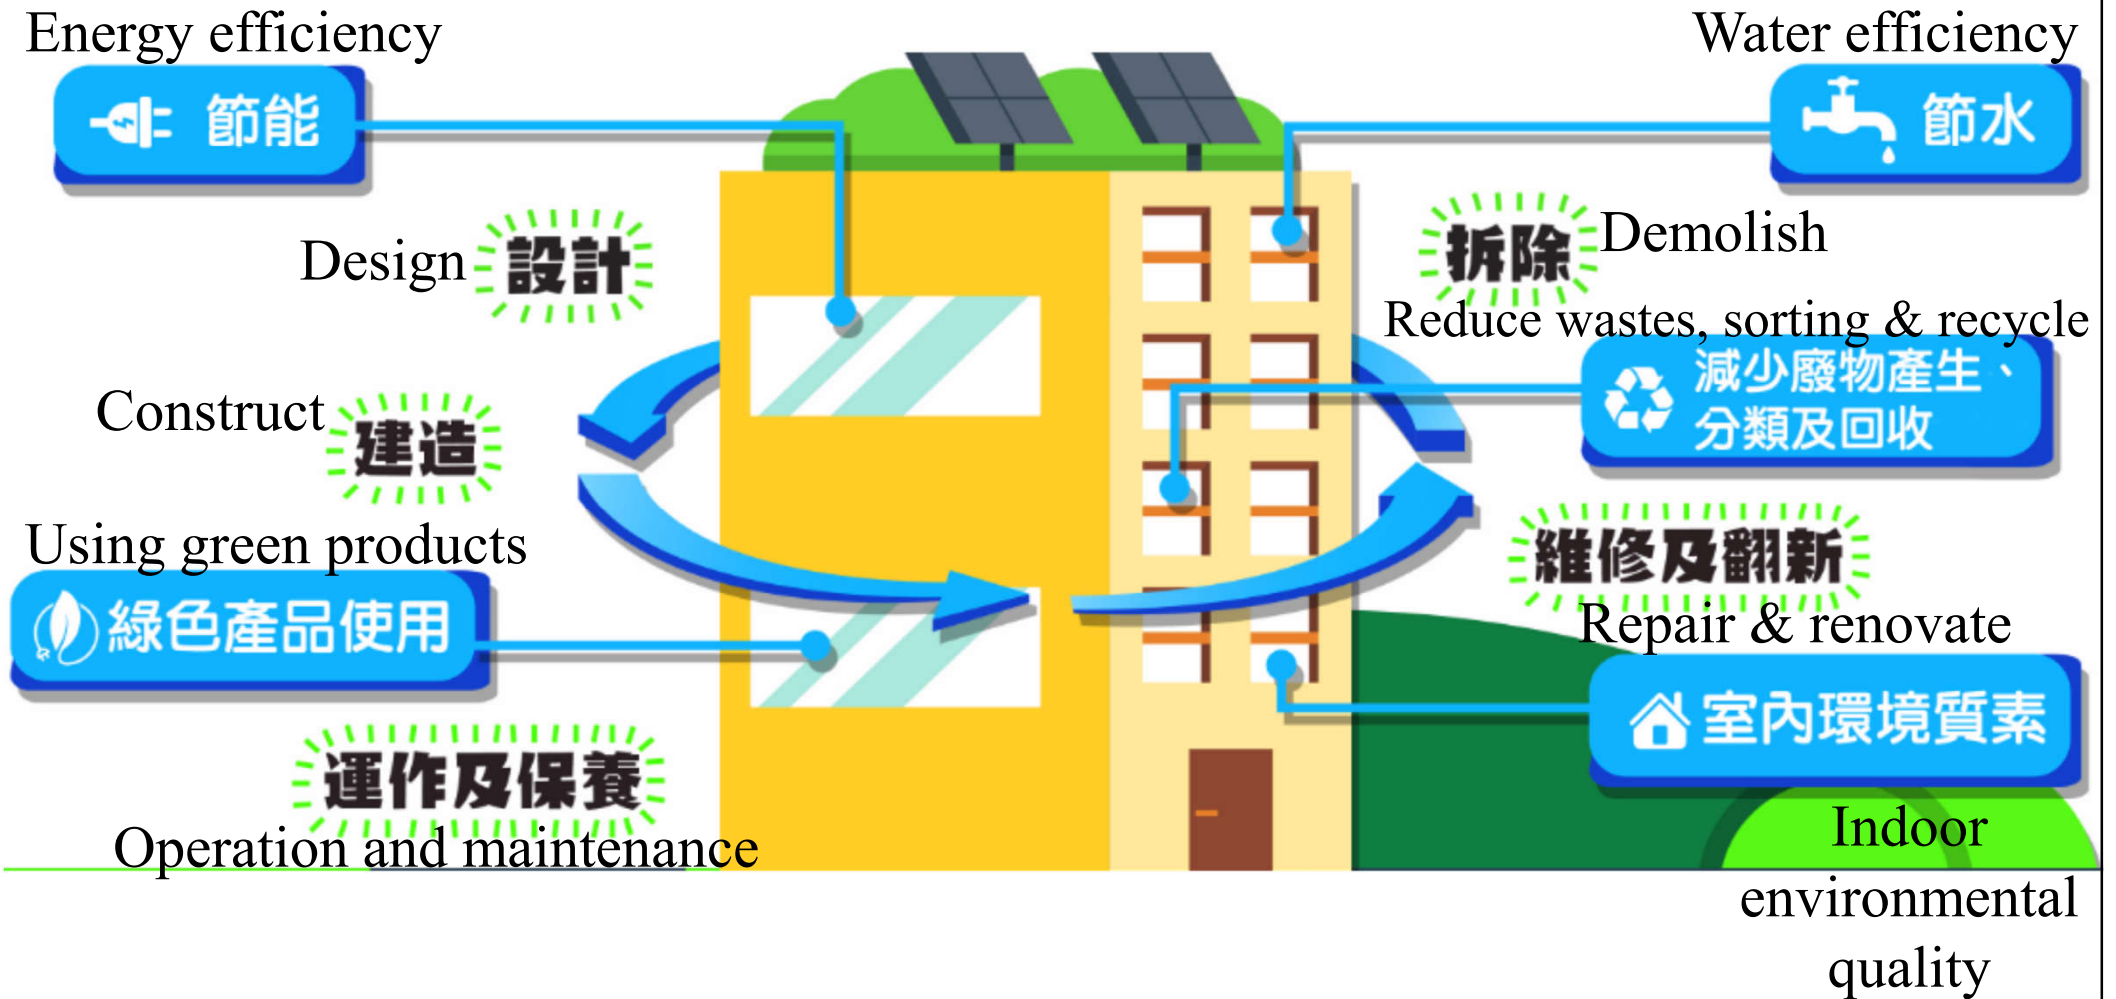 Energy efficiency
節能
Water efficiency
節水
Design 設計
拆除 Demolish
Reduce wastes, sorting & recycle
減少廢物產生、
分類及回收
Construct 建造
Using green products
綠色產品使用
維修及翻新
Repair & renovate
室內環境質素
運作及保養
Operation and maintenance
Indoor
environmental
quality